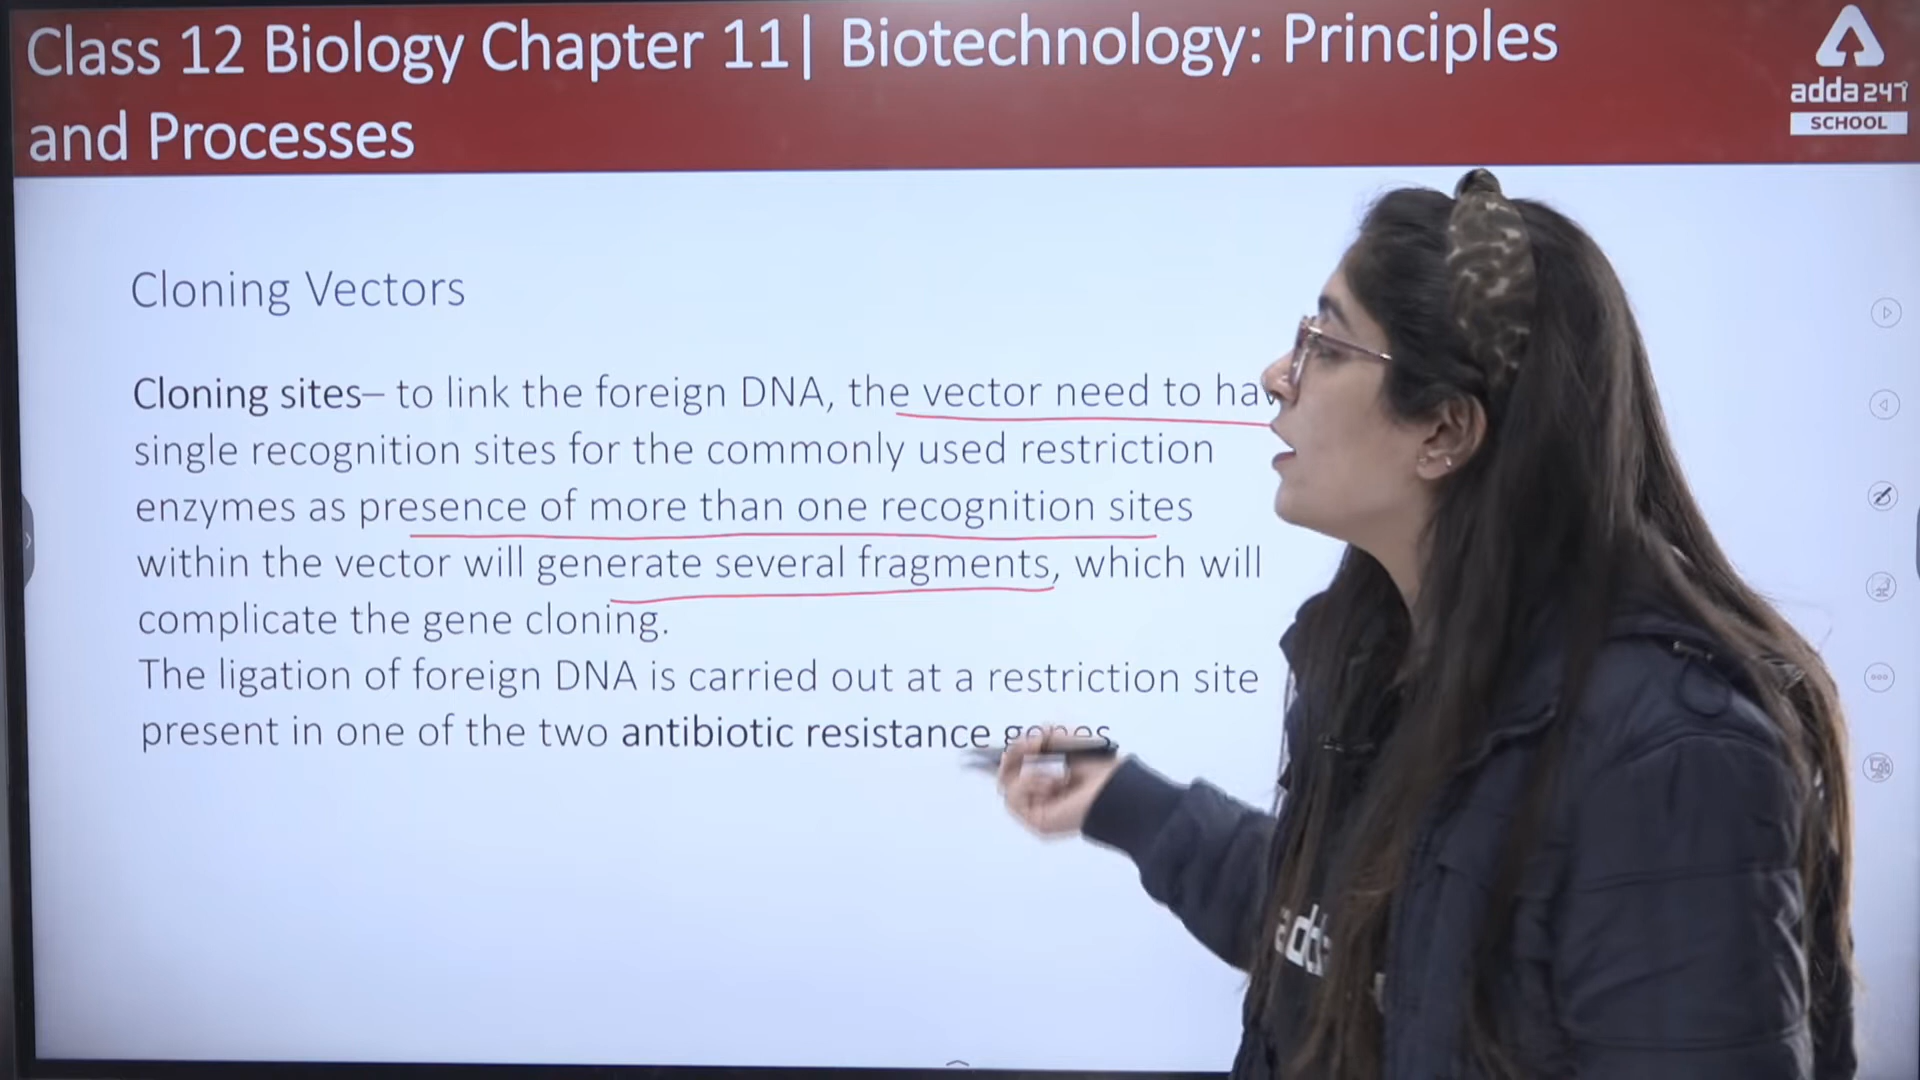 Class 12 Biology Chapter 11| Biotechnology: Principles
and Processes
adda247
SCHOOL
Cloning Vectors
Cloning sites– to link the foreign DNA, the vector need to
single recognition sites for the commonly used restriction
enzymes as presence of more than one recognition sites
within the vector will generate several fragments, which will
complicate the gene cloning.
The ligation of foreign DNA is carried out at a restriction site
present in one of the two antibiotic resistance genes.
adda